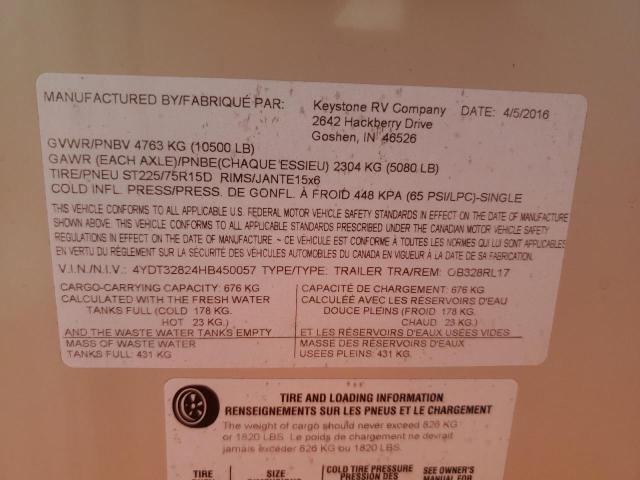 MANUFACTURED BY/FABRIQUÉ PAR: Keystone RV Company DATE: 4/5/2016
2642 Hackberry Drive
Goshen, IN 46526
GVWR/PNBV 4763 KG (10500 LB)
GAWR (EACH AXLE)/PNBE(CHAQUE ESSIEU) 2304 KG (5080 LB)
TIRE/PNEU ST225/75R15D RIMS/JANTE15x6
COLD INFL. PRESS/PRESS. DE GONFL. À FROID 448 KPA (65 PSI/LPC)-SINGLE
THIS VEHICLE CONFORMS TO ALL APPLICABLE U.S. FEDERAL MOTOR VEHICLE SAFETY STANDARDS IN EFFECT ON THE DATE OF MANUFACTURE
SHOWN ABOVE. THIS VEHICLE CONFORMS TO ALL APPLICABLE STANDARDS PRESCRIBED UNDER THE CANADIAN MOTOR VEHICLE SAFETY
REGULATIONS IN EFFECT ON THE DATE OF MANUFACTURE. CE VÉHICULE EST CONFORME À TOUTES LES NORMES QUI LUI SONT APPLICABLES
EN VERTU DU RÈGLEMENT SUR LA SÉCURITÉ DES VÉHICULES AUTOMOBILES DU CANADA EN VIGUEUR À LA DATE DE SA FABRICATION.
V.I.N./N.I.V.: 4YDT32824HB450057 TYPE/TYPE: TRAILER TRA/REM: GB328RL17
CARGO-CARRYING CAPACITY: 676 KG
CALCULATED WITH THE FRESH WATER
TANKS FULL (COLD 178 KG.
HOT 23 KG.)
AND THE WASTE WATER TANKS EMPTY
MASS OF WASTE WATER
TANKS FULL: 431 KG
CAPACITÉ DE CHARGEMENT: 676 KG
CALCULÉE AVEC LES RÉSERVOIRS D'EAU
DOUCE PLEINS (FROID 178 KG.
CHAUD 23 KG.)
ET LES RÉSERVOIRS D'EAUX USÉES VIDES
MASSE DES RÉSERVOIRS D'EAUX
USÉES PLEINS: 431 KG.
TIRE AND LOADING INFORMATION
RENSEIGNEMENTS SUR LES PNEUS ET LE CHARGEMENT
The weight of cargo should never exceed 826 KG
or 1820 LBS. Le poids de chargement ne devrait
jamais excéder 826 KG ou 1820 LBS.
TIRE SIZE COLD TIRE PRESSURE SEE OWNER'S
PRESSION DES MANUAL FOR